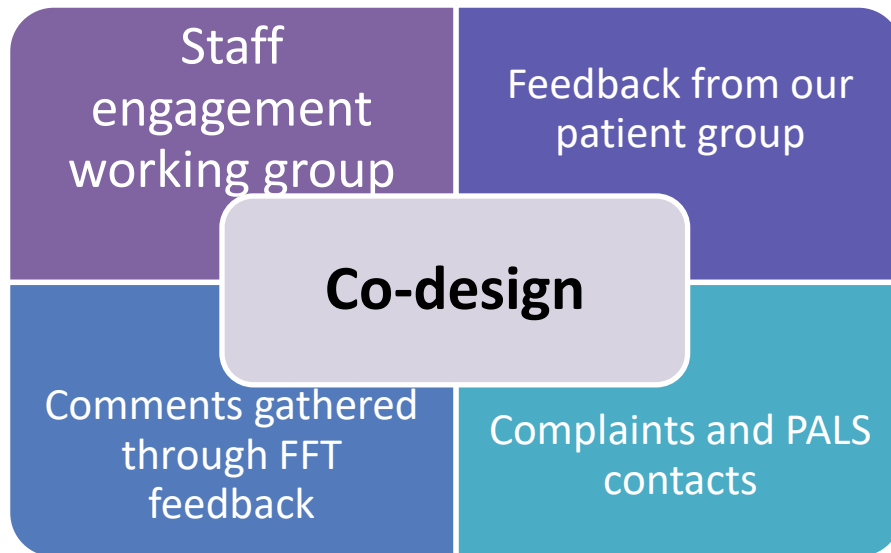 Staff
engagement
working group
Feedback from our
patient group
Co-design
Comments gathered
through FFT
feedback
Complaints and PALS
contacts